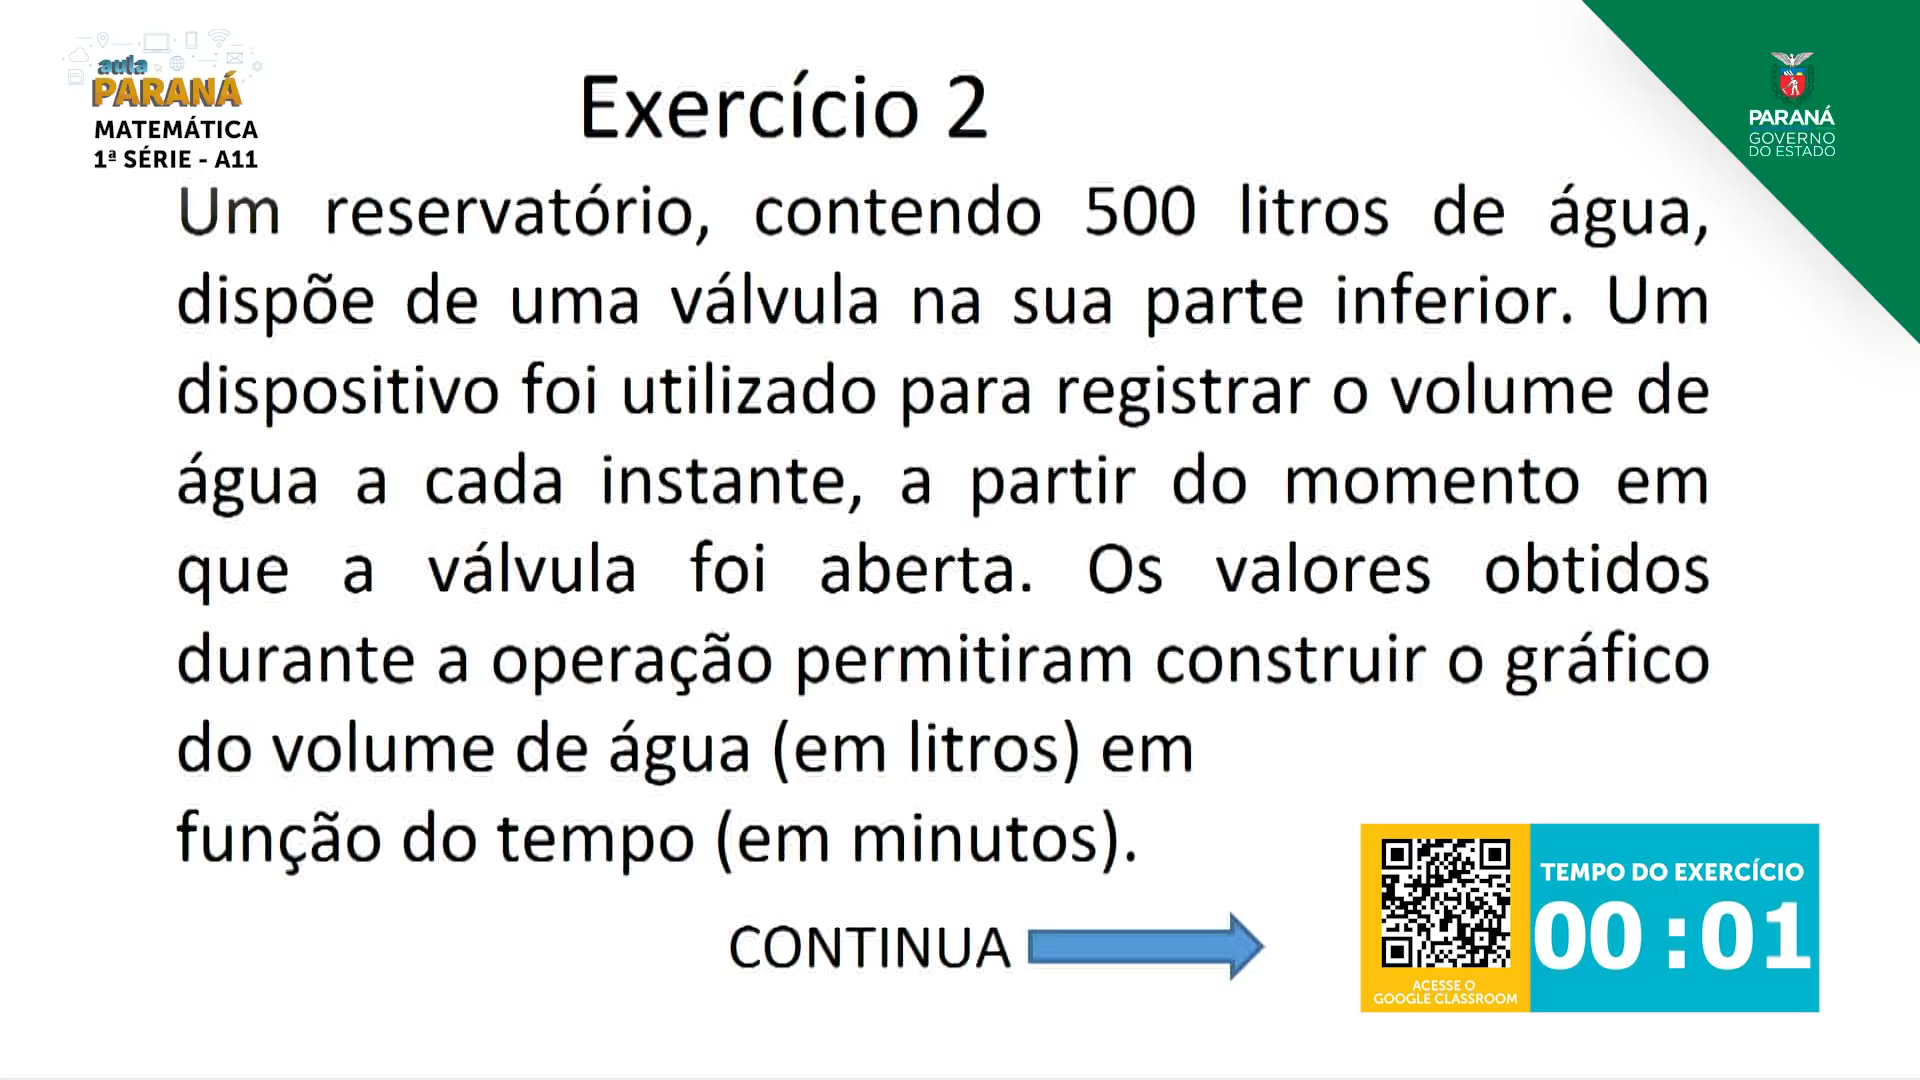 aula
PARANÁ
MATEMÁTICA
1ª SÉRIE - A11
Exercício 2
PARANÁ
GOVERNO
DO ESTADO
Um reservatório, contendo 500 litros de água,
dispõe de uma válvula na sua parte inferior. Um
dispositivo foi utilizado para registrar o volume de
água a cada instante, a partir do momento em
que a válvula foi aberta. Os valores obtidos
durante a operação permitiram construir o gráfico
do volume de água (em litros) em
função do tempo (em minutos).
CONTINUA
ACESSE O
GOOGLE CLASSROOM
TEMPO DO EXERCÍCIO
00:01